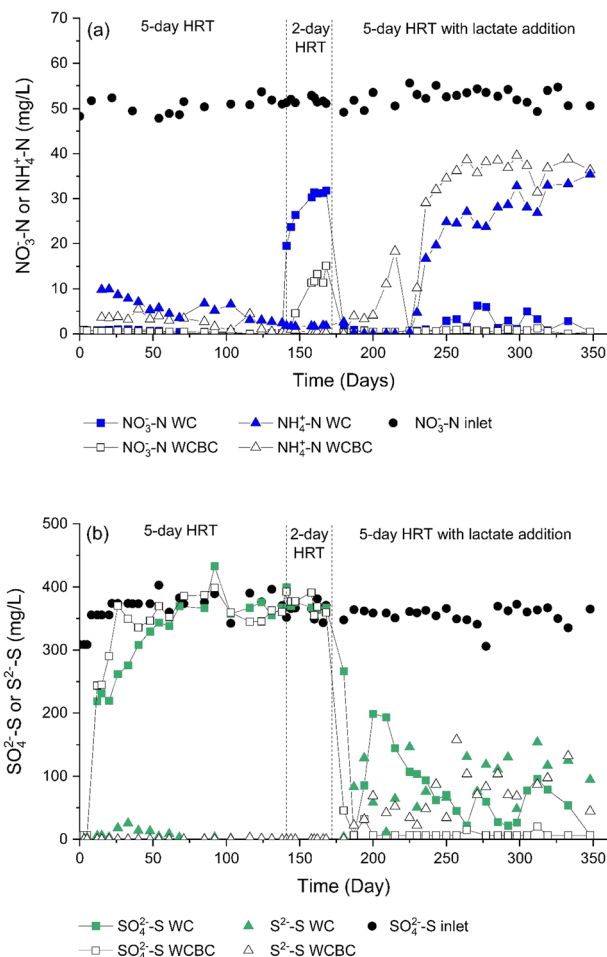 (a)
5-day HRT
2-day
HRT
5-day HRT with lactate addition
NO₃⁻-N or NH₄⁺-N (mg/L)
70
60
50
40
30
20
10
0
0 50 100 150 200 250 300 350
Time (Days)
NO₃⁻-N WC NH₄⁺-N WC NO₃⁻-N inlet
NO₃⁻-N WCBC NH₄⁺-N WCBC
(b)
5-day HRT
2-day
HRT
5-day HRT with lactate addition
SO₄²⁻-S or S²⁻-S (mg/L)
500
400
300
200
100
0
0 50 100 150 200 250 300 350
Time (Day)
SO₄²⁻-S WC S²⁻-S WC SO₄²⁻-S inlet
SO₄²⁻-S WCBC S²⁻-S WCBC